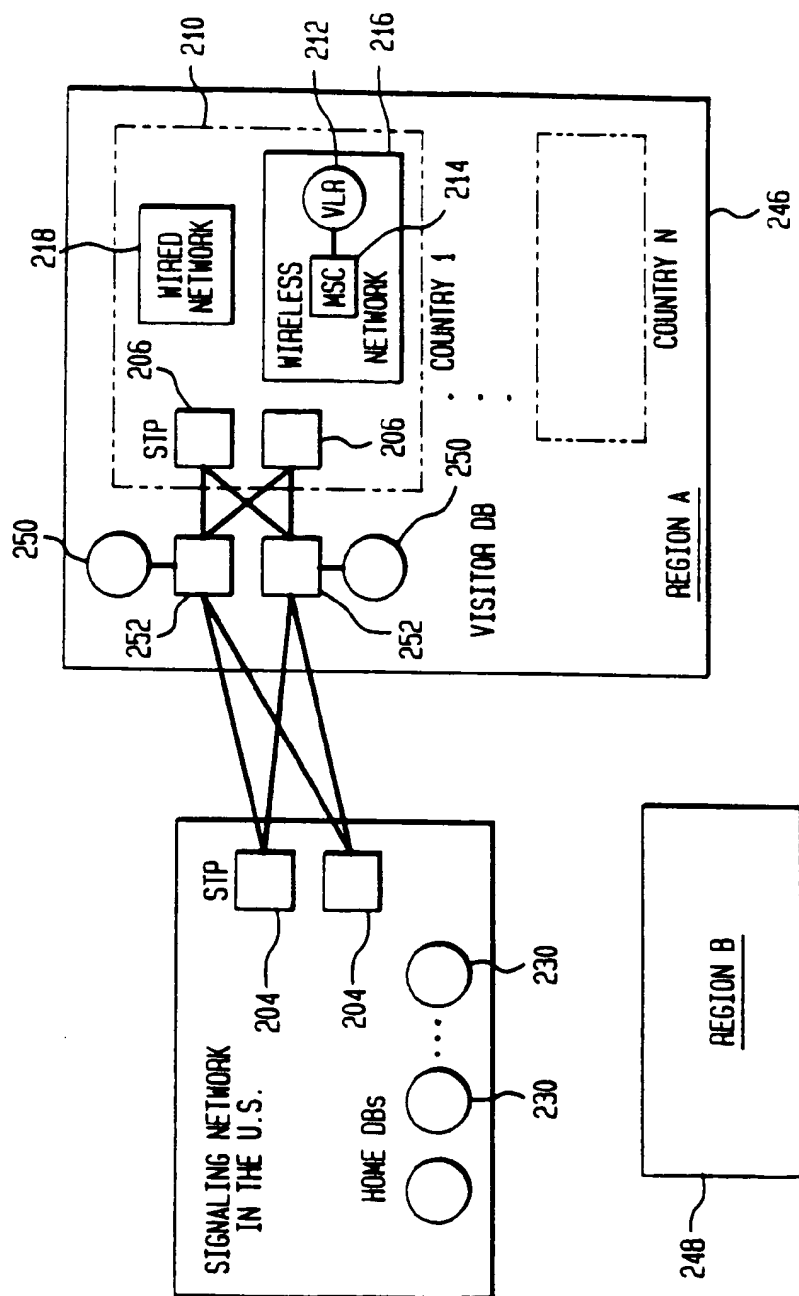 SIGNALING NETWORK
IN THE U.S.
STP
204
204
HOME DBs
...
230
230
REGION B
248
250
STP
206
218
WIRED
NETWORK
210
252
206
WIRELESS
NETWORK
MSC
VLR
212
214
216
252
250
COUNTRY 1
. . .
VISITOR DB
REGION A
COUNTRY N
246